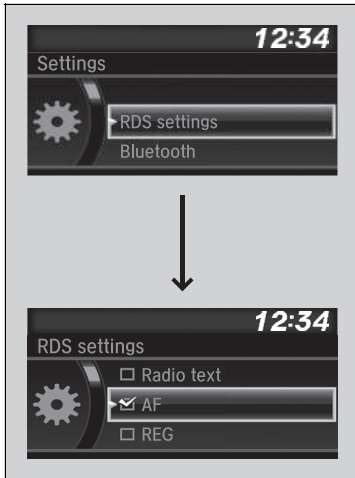 12:34
Settings
RDS settings
Bluetooth
12:34
RDS settings
Radio text
AF
REG